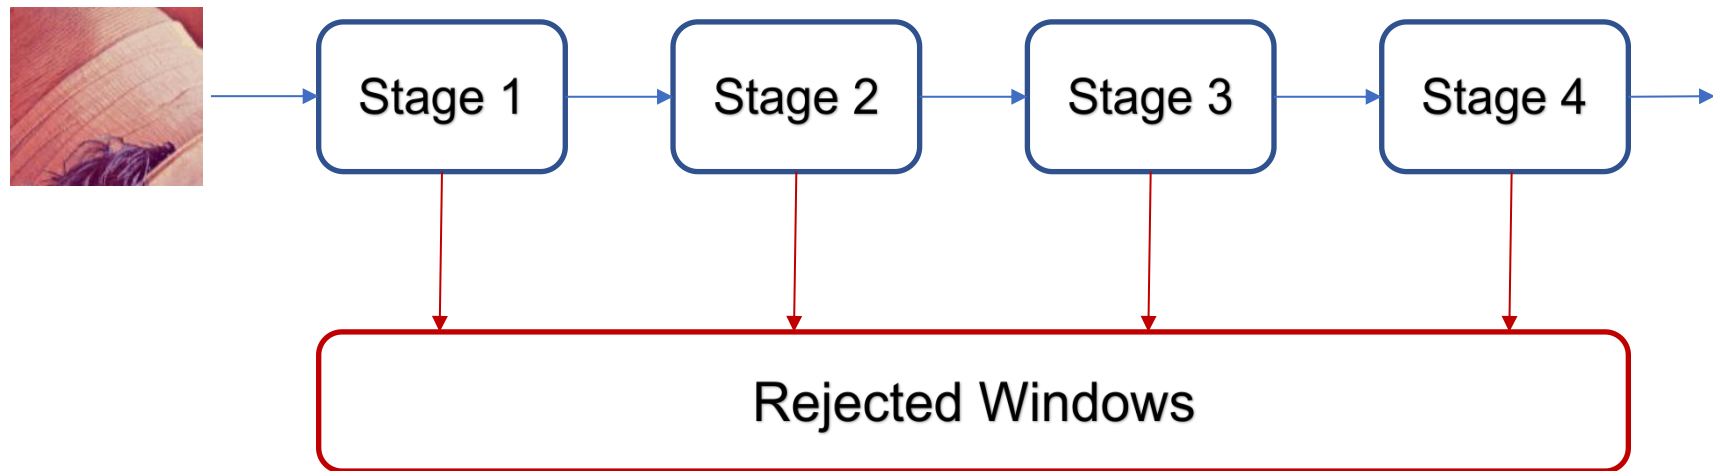 Stage 1
Stage 2
Stage 3
Stage 4
Rejected Windows